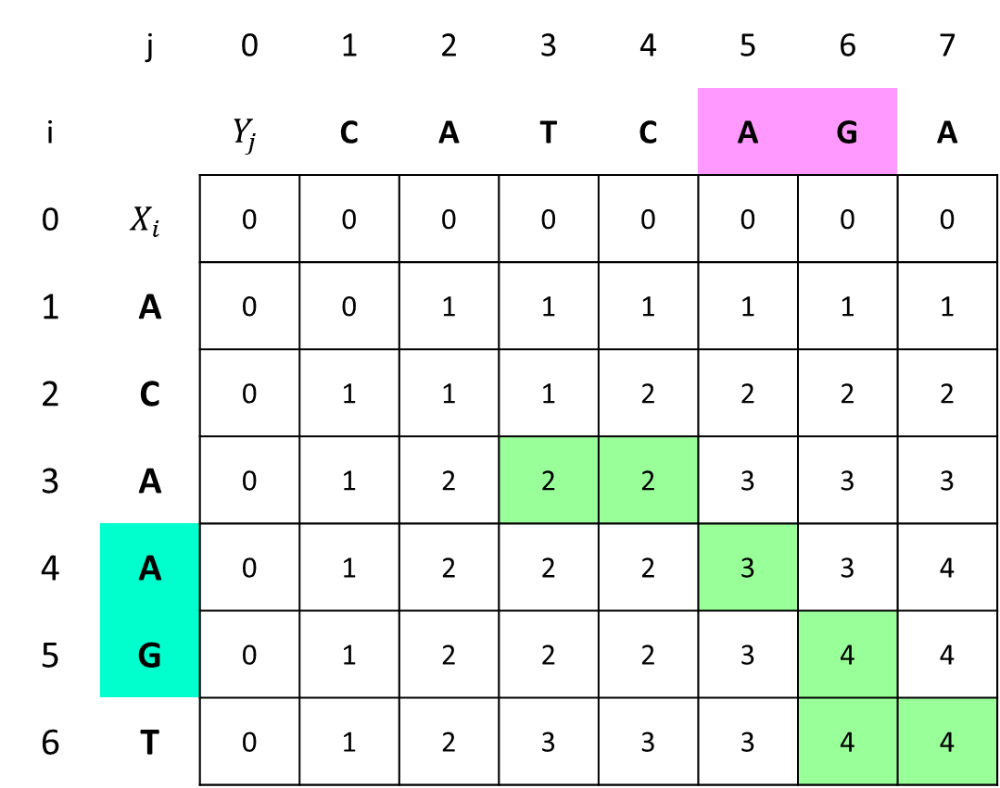 j 0 1 2 3 4 5 6 7
i Yj C A T C A G A
0 Xi 0 0 0 0 0 0 0 0
1 A 0 0 1 1 1 1 1 1
2 C 0 1 1 1 2 2 2 2
3 A 0 1 2 2 2 3 3 3
4 A 0 1 2 2 2 3 3 4
5 G 0 1 2 2 2 3 4 4
6 T 0 1 2 3 3 3 4 4